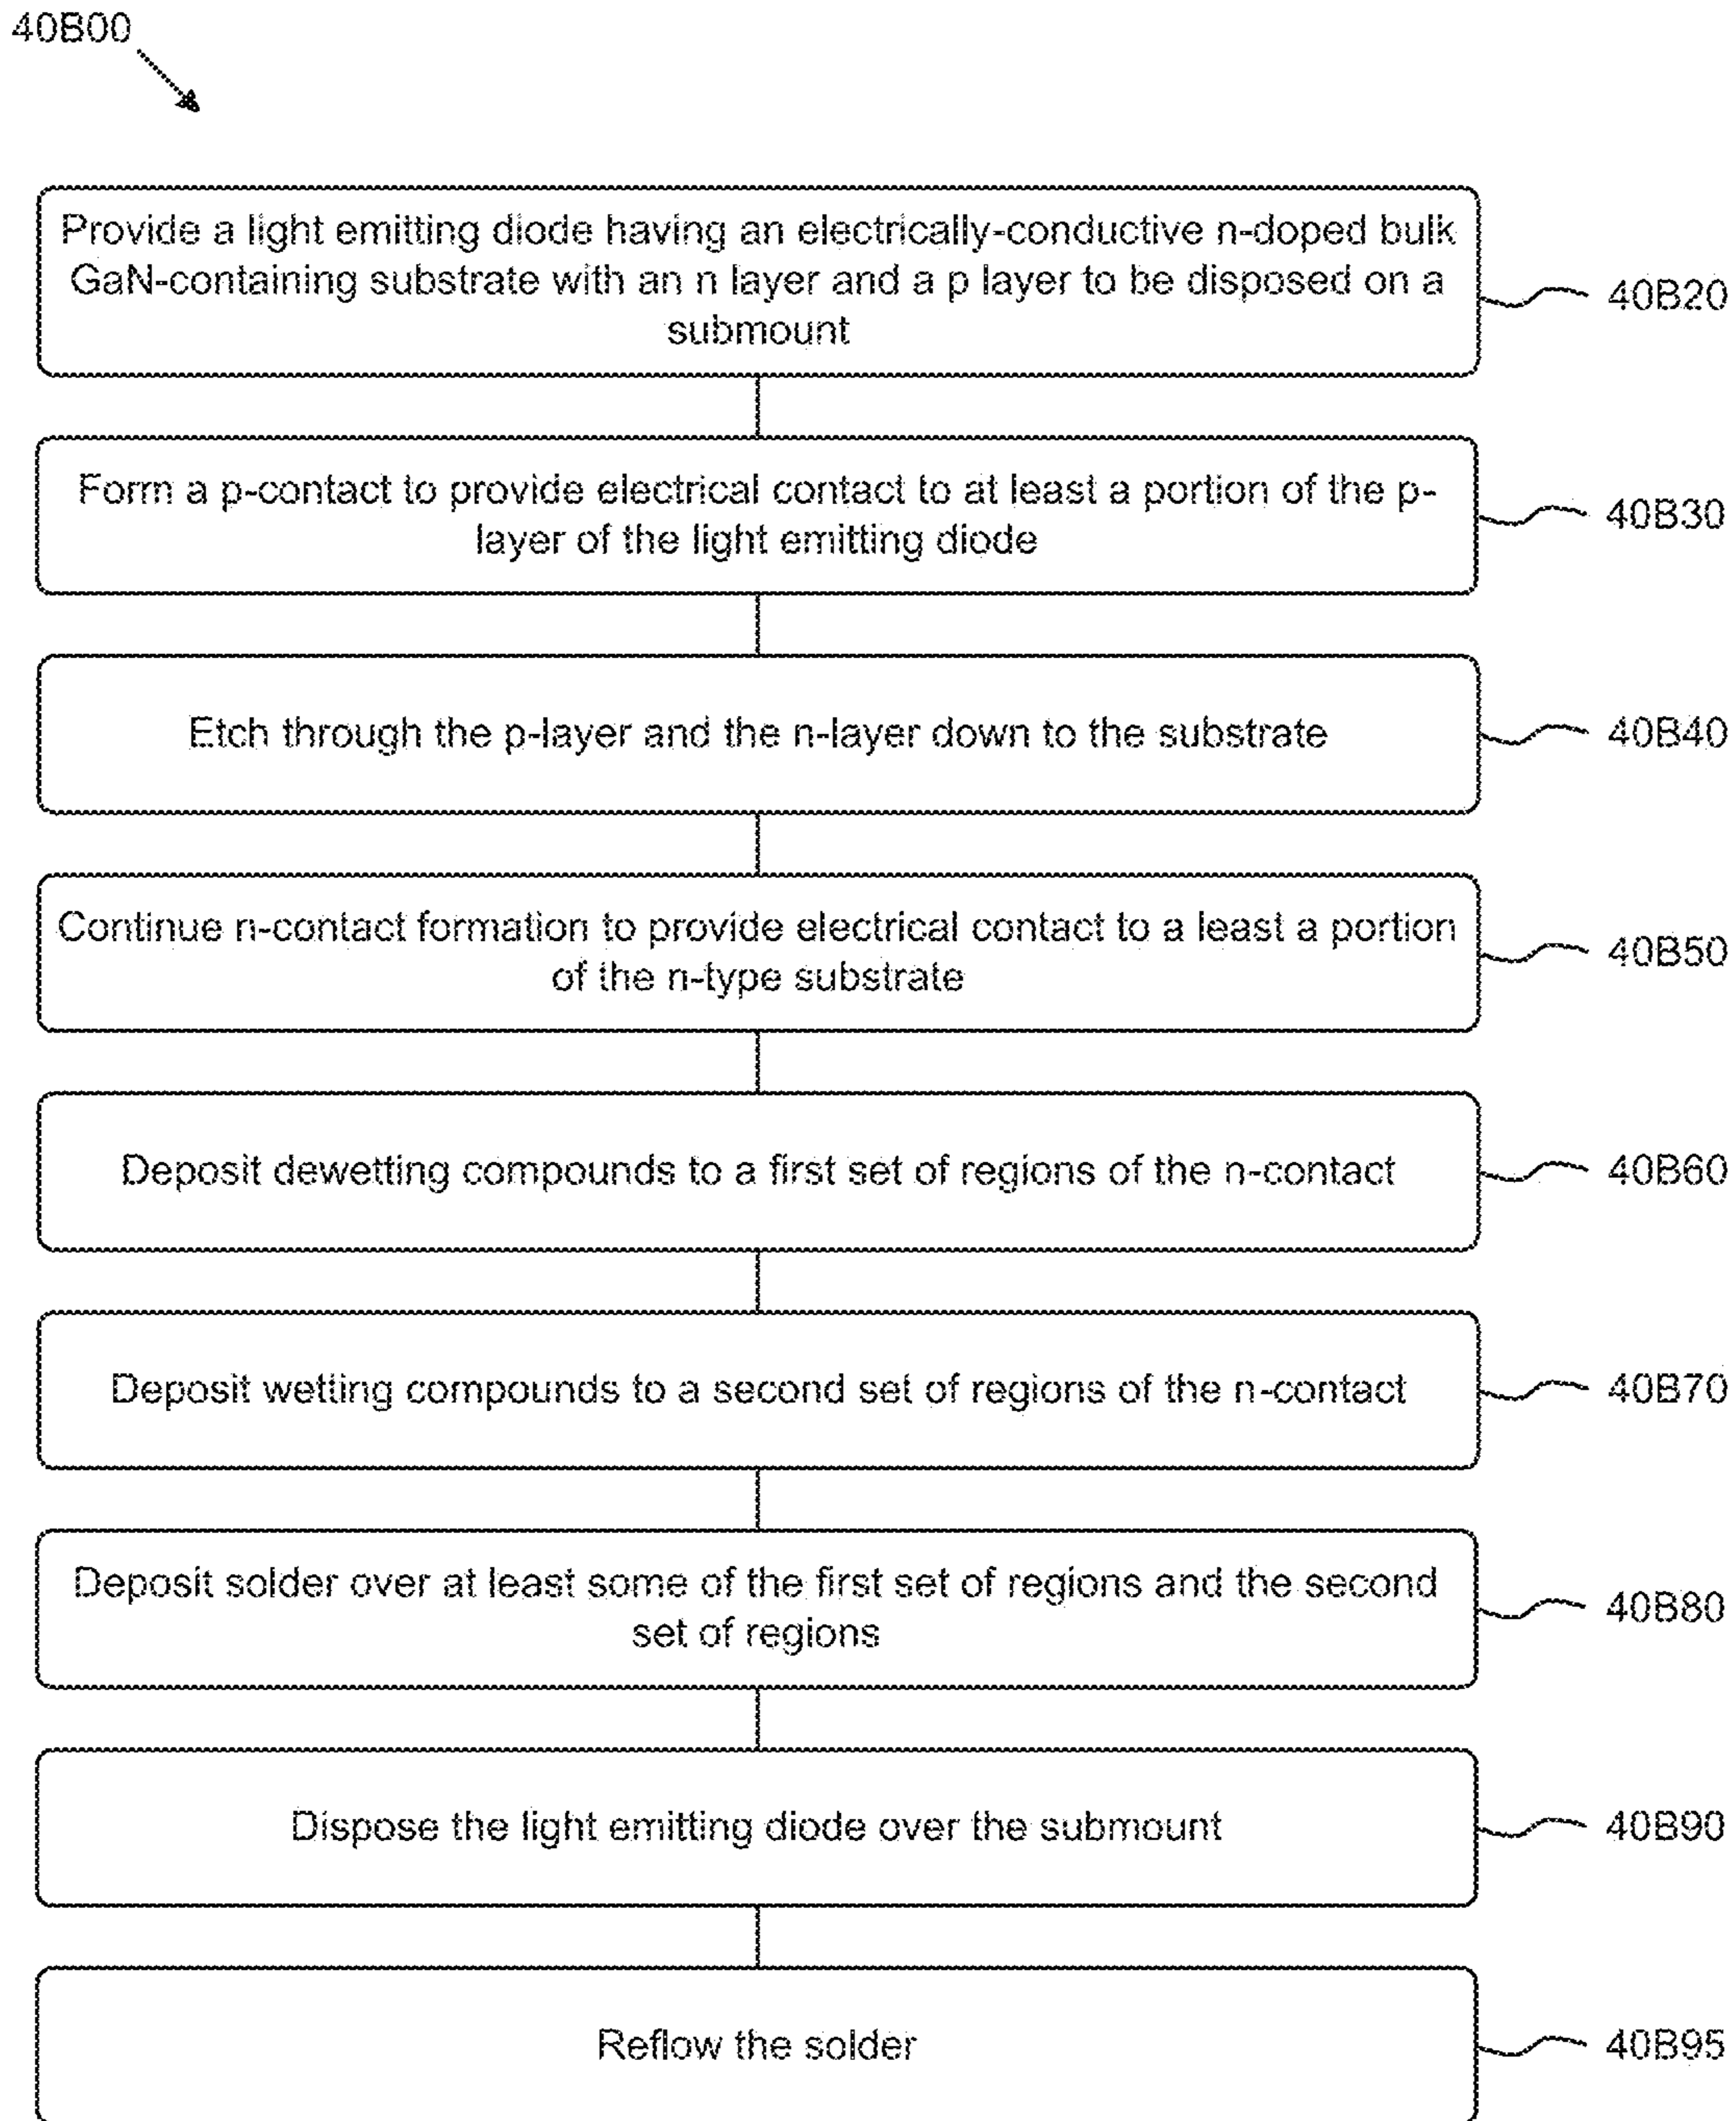 40B00
Provide a light emitting diode having an electrically-conductive n-doped bulk
GaN-containing substrate with an n layer and a p layer to be disposed on a
submount
40B20
Form a p-contact to provide electrical contact to at least a portion of the p-
layer of the light emitting diode
40B30
Etch through the p-layer and the n-layer down to the substrate
40B40
Continue n-contact formation to provide electrical contact to a least a portion
of the n-type substrate
40B50
Deposit dewetting compounds to a first set of regions of the n-contact
40B60
Deposit wetting compounds to a second set of regions of the n-contact
40B70
Deposit solder over at least some of the first set of regions and the second
set of regions
40B80
Dispose the light emitting diode over the submount
40B90
Reflow the solder
40B95